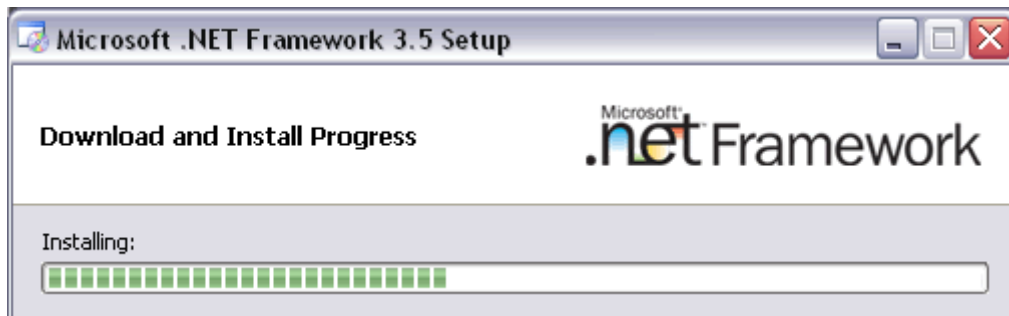 Microsoft .NET Framework 3.5 Setup
Download and Install Progress
Microsoft
.net Framework
Installing: